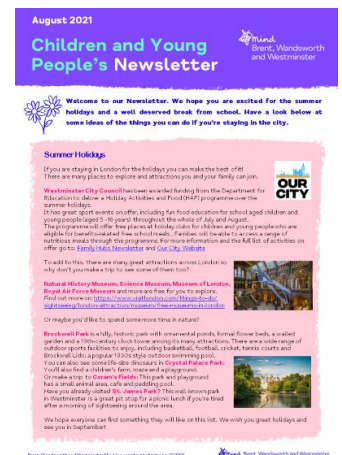 August 2021
Children and Young
People's Newsletter
mind
Brent, Wandsworth
and Westminster
Welcome to our Newsletter. We hope you are excited for the summer
holidays and a well deserved break from school. Have a look below at
some ideas of the things you can do if you're staying in the city.
Summer Holidays
If you are staying in London for the holidays you can make the best of it!
There are many places to explore and attractions you and your family can join.
OUR
CITY
Westminster City Council has been awarded funding from the Department for
Education to deliver a Holiday Activities and Food (HAF) programme over the
summer holidays.
It has great sport events on offer, including fun food education for school aged children and
young people (aged 5 -16 years) throughout the whole of July and August.
The programme will offer free places at holiday clubs for children and young people who are
eligible for benefits-related free school meals . Families will be able to access a range of
nutritious meals through the programme. For more information and the full list of activities on
offer go to: Family Hubs Newsletter and Our City Website
To add to this, there are many great attractions across London so
why don't you make a trip to see some of them too?
Natural History Museum, Science Museum, Museum of London,
Royal Air Force Museum and more are free for you to explore.
Find out more on: https://www.visitlondon.com/things-to-do/
sightseeing/london-attraction/museum/free-museums-in-london
Or maybe you'd like to spend some more time in nature?
Brockwell Park is a hilly, historic park with ornamental ponds, formal flower beds, a walled
garden and a 19th-century clock tower among its many attractions. There are a wide range of
outdoor sports facilities to enjoy, including basketball, football, cricket, tennis courts and
Brockwell Lido; a popular 1930s style outdoor swimming pool.
You can also see some life-size dinosaurs in Crystal Palace Park;
You'll also find a children's farm, maze and a playground.
Or make a trip to Coram's Fields: This park and playground
has a small animal area, cafe and paddling pool.
Have you already visited St. James Park? This well-known park
in Westminster is a great pit stop for a picnic lunch if you're tired
after a morning of sightseeing around the area.
We hope everyone can find something they will like on this list. We wish you great holidays and
see you in September!
mind Brent, Wandsworth